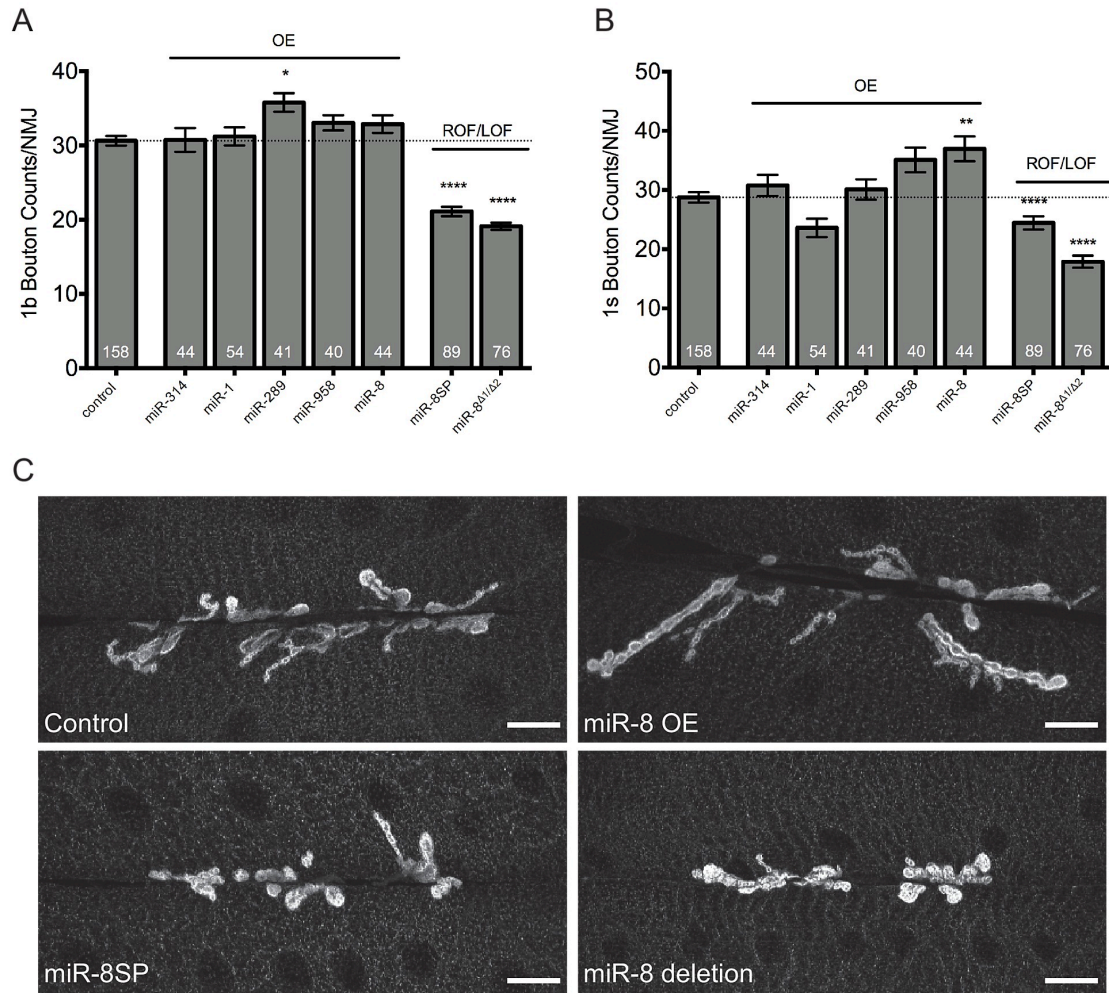 A
OE
1b Bouton Counts/NMJ
40
30
20
10
0
*
ROF/LOF
****
****
158
44
54
41
40
44
89
76
control
miR-314
miR-1
miR-289
miR-958
miR-8
miR-8SP
miR-8Δ1/Δ2
B
OE
1s Bouton Counts/NMJ
50
40
30
20
10
0
**
ROF/LOF
****
****
158
44
54
41
40
44
89
76
control
miR-314
miR-1
miR-289
miR-958
miR-8
miR-8SP
miR-8Δ1/Δ2
C
Control
miR-8 OE
miR-8SP
miR-8 deletion